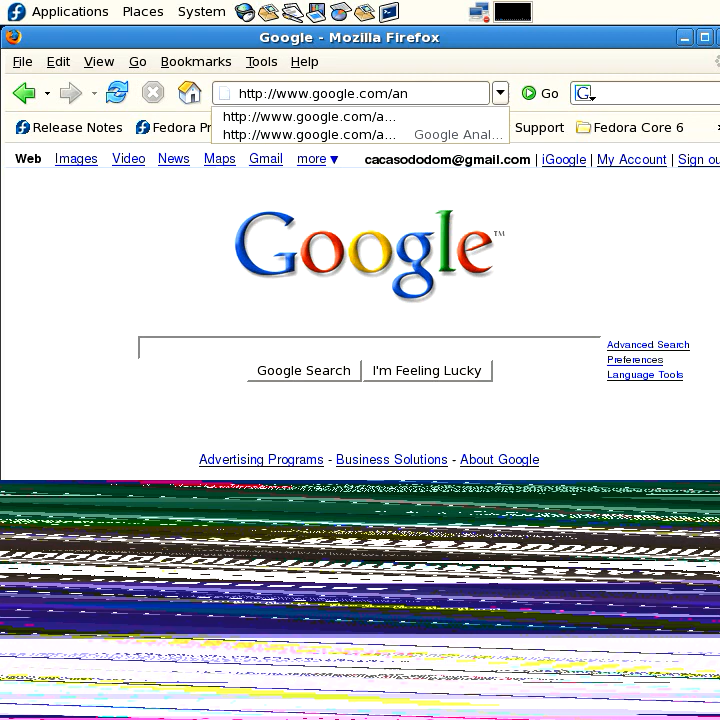 Applications Places System
Google - Mozilla Firefox
File Edit View Go Bookmarks Tools Help
http://www.google.com/an Go G
http://www.google.com/a...
http://www.google.com/a... Google Anal...
Release Notes Fedora Pr Support Fedora Core 6
Web Images Video News Maps Gmail more ▼ cacasododom@gmail.com | iGoogle | My Account | Sign ou
Google™
Advanced Search
Preferences
Language Tools
Google Search I'm Feeling Lucky
Advertising Programs - Business Solutions - About Google